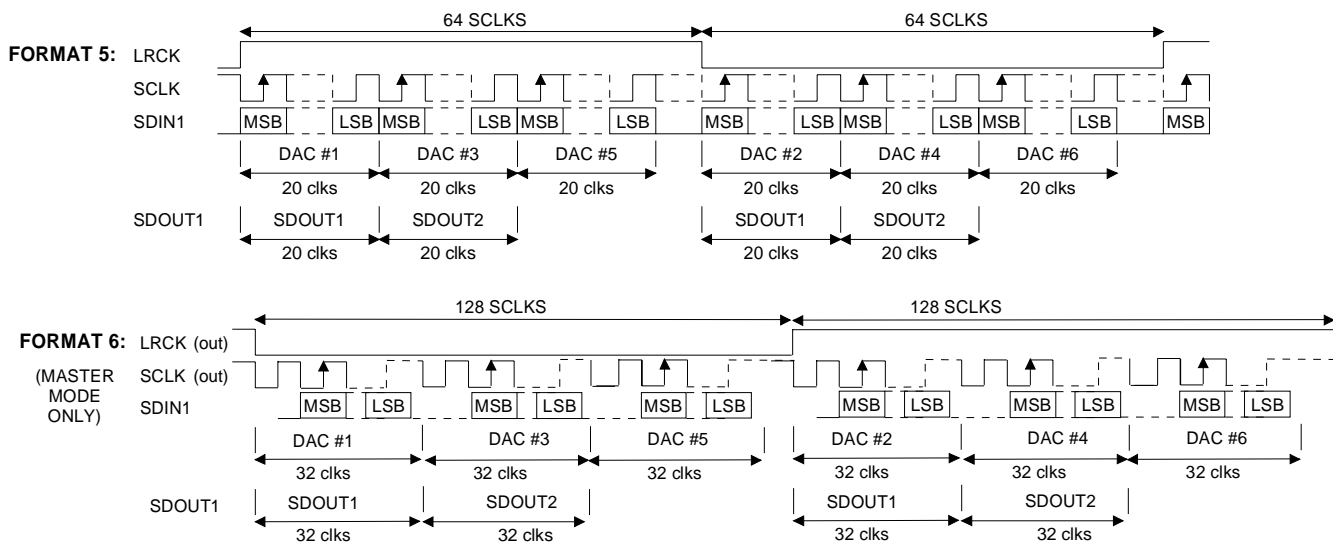 64 SCLKS 64 SCLKS
FORMAT 5: LRCK
SCLK
SDIN1 MSB LSB MSB LSB MSB LSB MSB LSB MSB LSB MSB LSB MSB
DAC #1 DAC #3 DAC #5 DAC #2 DAC #4 DAC #6
20 clks 20 clks 20 clks 20 clks 20 clks 20 clks
SDOUT1 SDOUT1 SDOUT2 SDOUT1 SDOUT2
20 clks 20 clks 20 clks 20 clks
128 SCLKS 128 SCLKS
FORMAT 6: LRCK (out)
(MASTER MODE ONLY) SCLK (out)
SDIN1 MSB LSB MSB LSB MSB LSB MSB LSB MSB LSB MSB LSB
DAC #1 DAC #3 DAC #5 DAC #2 DAC #4 DAC #6
32 clks 32 clks 32 clks 32 clks 32 clks 32 clks
SDOUT1 SDOUT1 SDOUT2 SDOUT1 SDOUT2
32 clks 32 clks 32 clks 32 clks